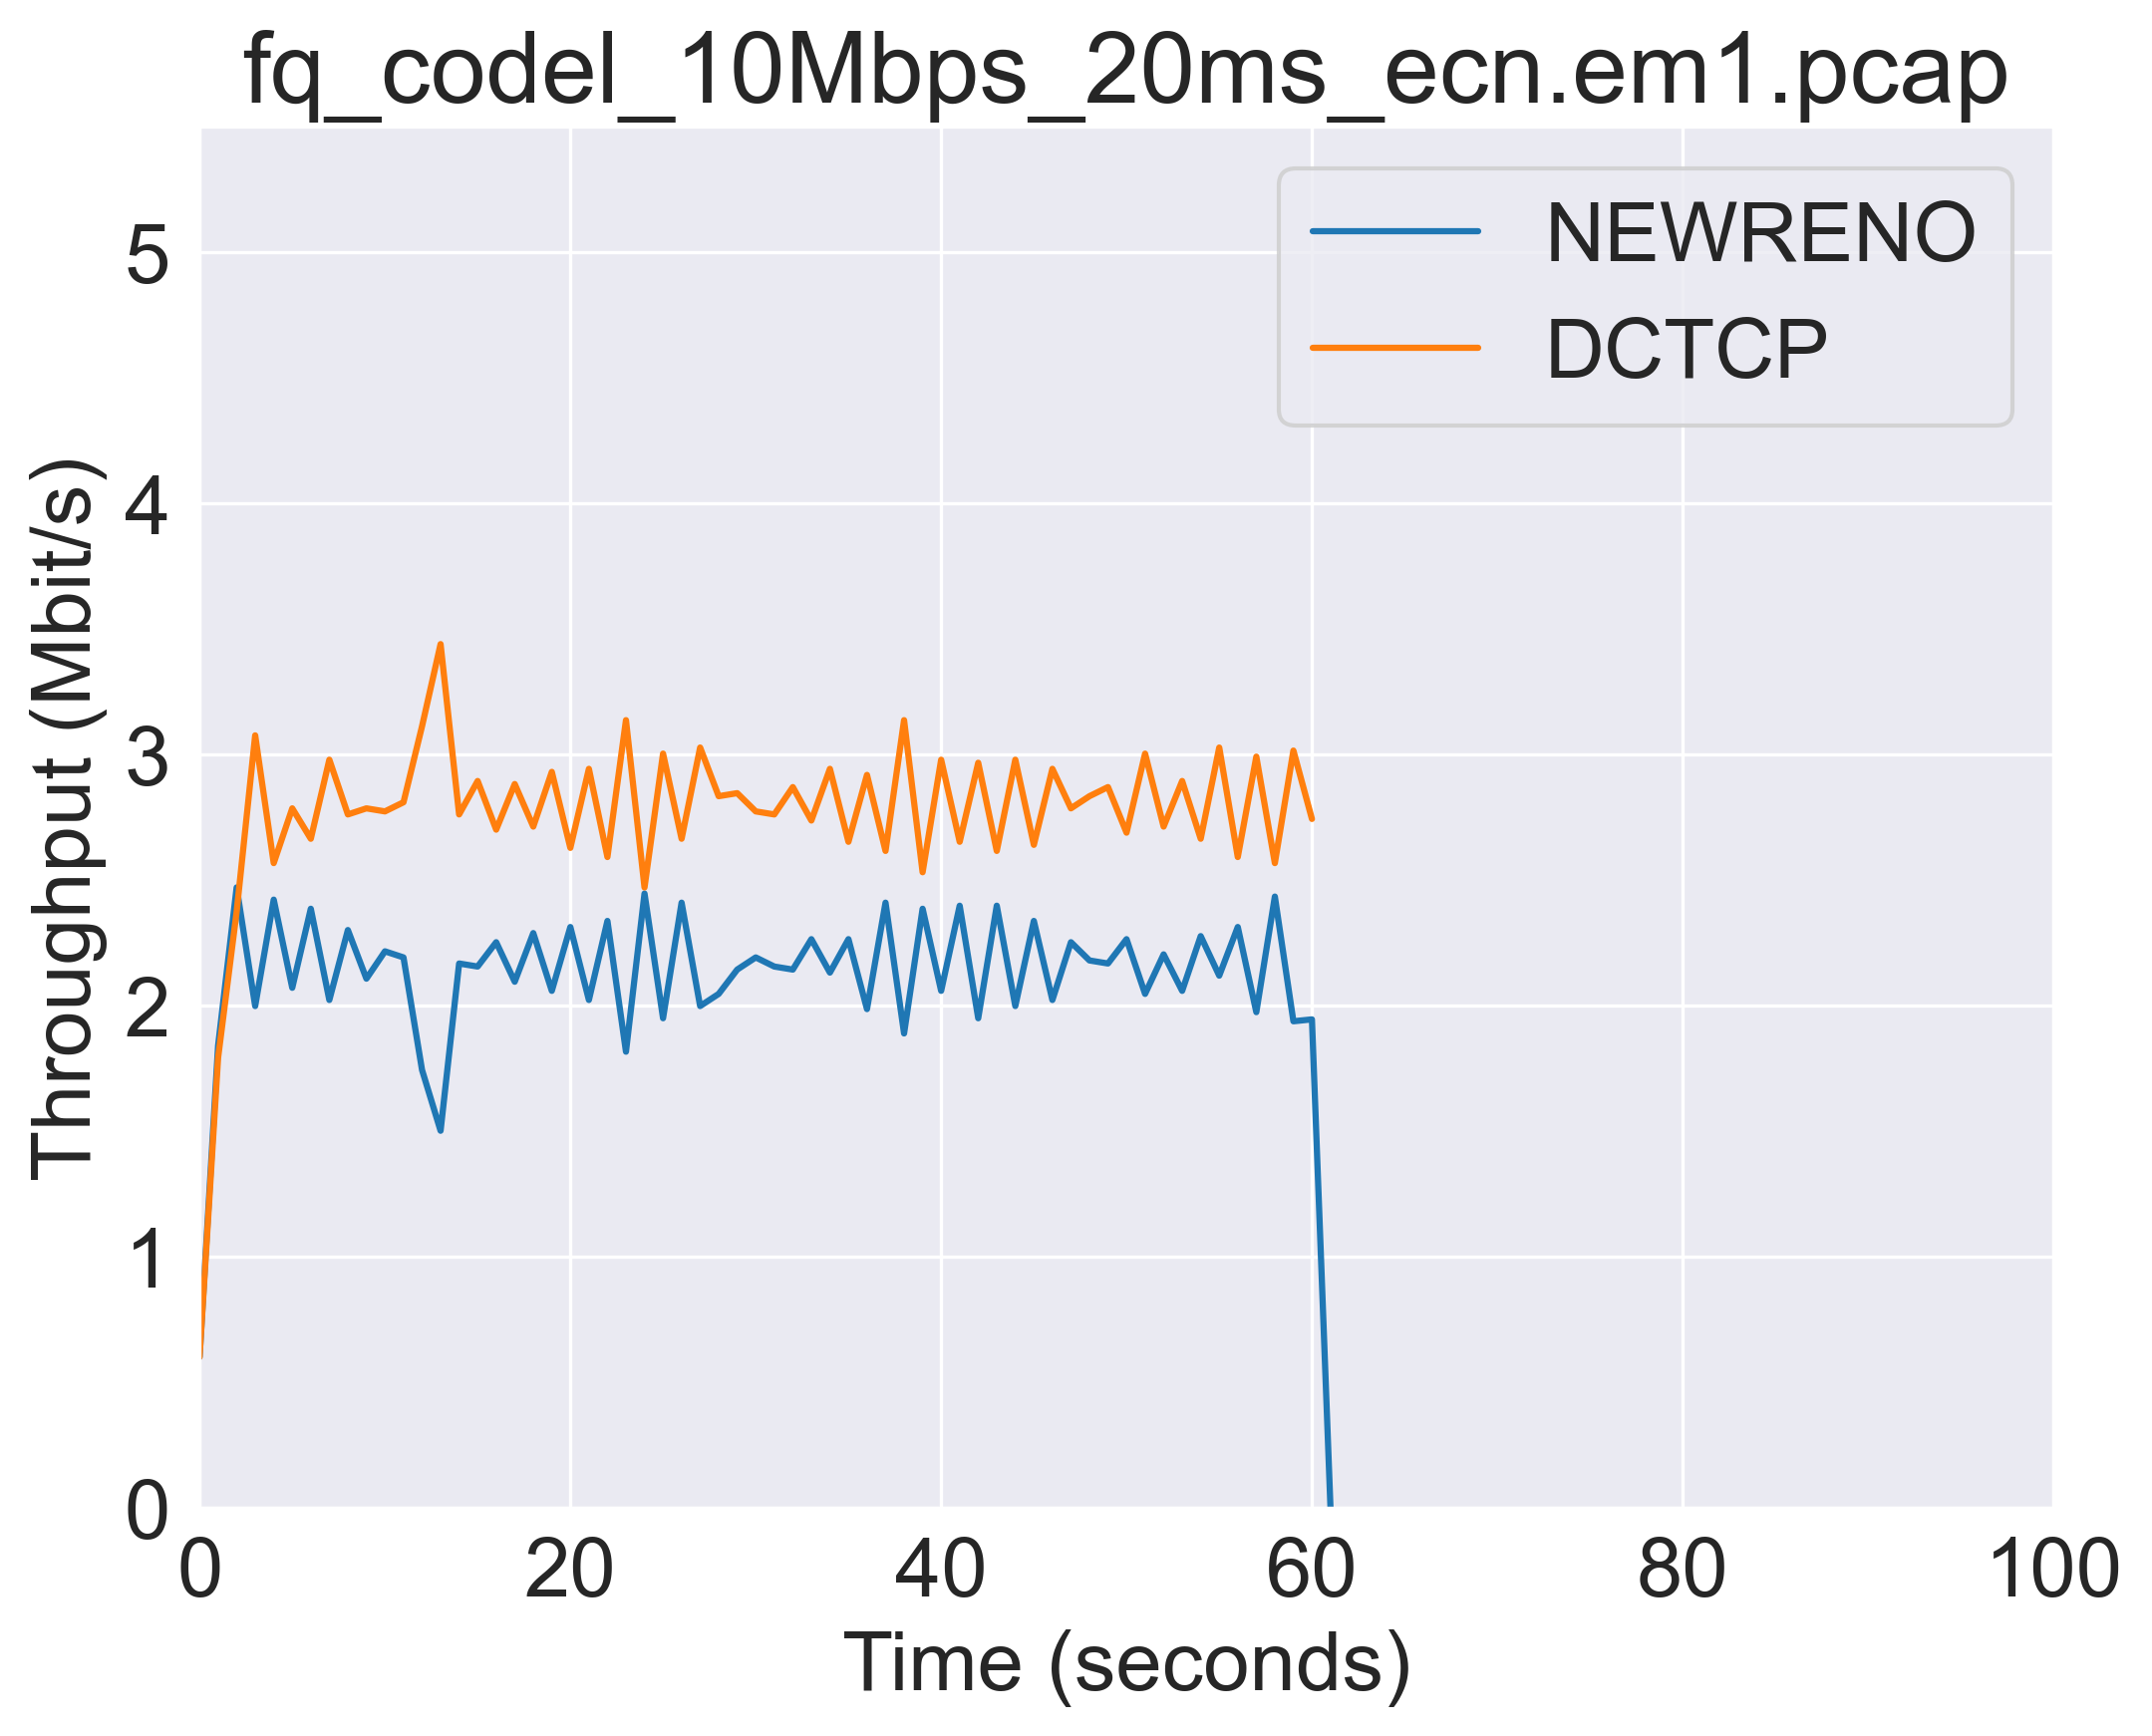 fq_codel_10Mbps_20ms_ecn.em1.pcap
NEWRENO
DCTCP
Throughput (Mbit/s)
5
4
3
2
1
0
0 20 40 60 80 100
Time (seconds)